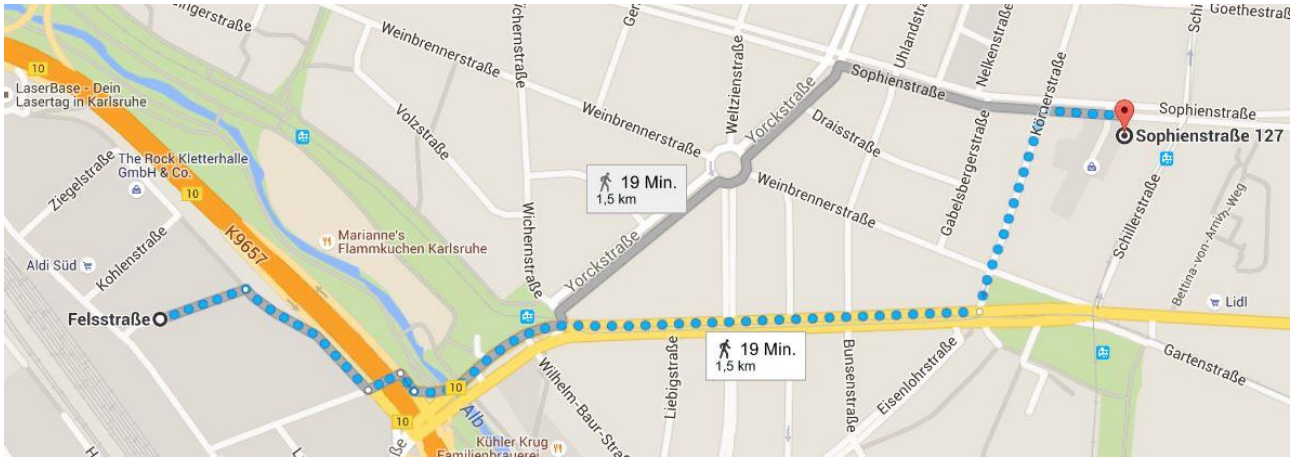 Goethestraße
Weinbrennerstraße
Wichernstraße
Uhlandstra
Nelkenstraße
10
LaserBase - Dein
Lasertag in Karlsruhe
Volzstraße
Weltzienstraße
Yorckstraße
Sophienstraße
Körnerstraße
Sophienstraße
Weinbrennerstraße
Draisstraße
Sophienstraße 127
The Rock Kletterhalle
GmbH & Co.
Ziegelstraße
10
19 Min.
1,5 km
Weinbrennerstraße
Gabelsbergerstraße
Schillerstraße
Bettina-von-Arnim-Weg
K9657
Marianne's
Flammkuchen Karlsruhe
Wichernstraße
Yorckstraße
Kohlenstraße
Aldi Süd
Lidl
Felsstraße
19 Min.
1,5 km
Gartenstraße
Liebigstraße
Bunsenstraße
Eisenlohrstraße
Wilhelm-Baur-Stra
10
Alb
10
Kühler Krug
Familienbrauerei